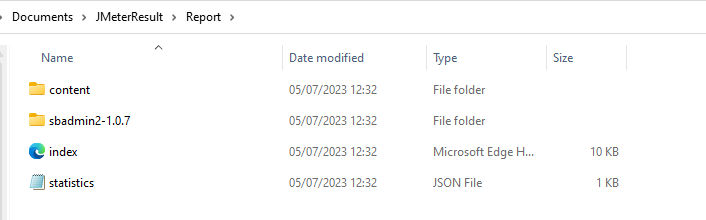 Documents > JMeterResult > Report >
Name Date modified Type Size
content 05/07/2023 12:32 File folder
sbadmin2-1.0.7 05/07/2023 12:32 File folder
index 05/07/2023 12:32 Microsoft Edge H... 10 KB
statistics 05/07/2023 12:32 JSON File 1 KB